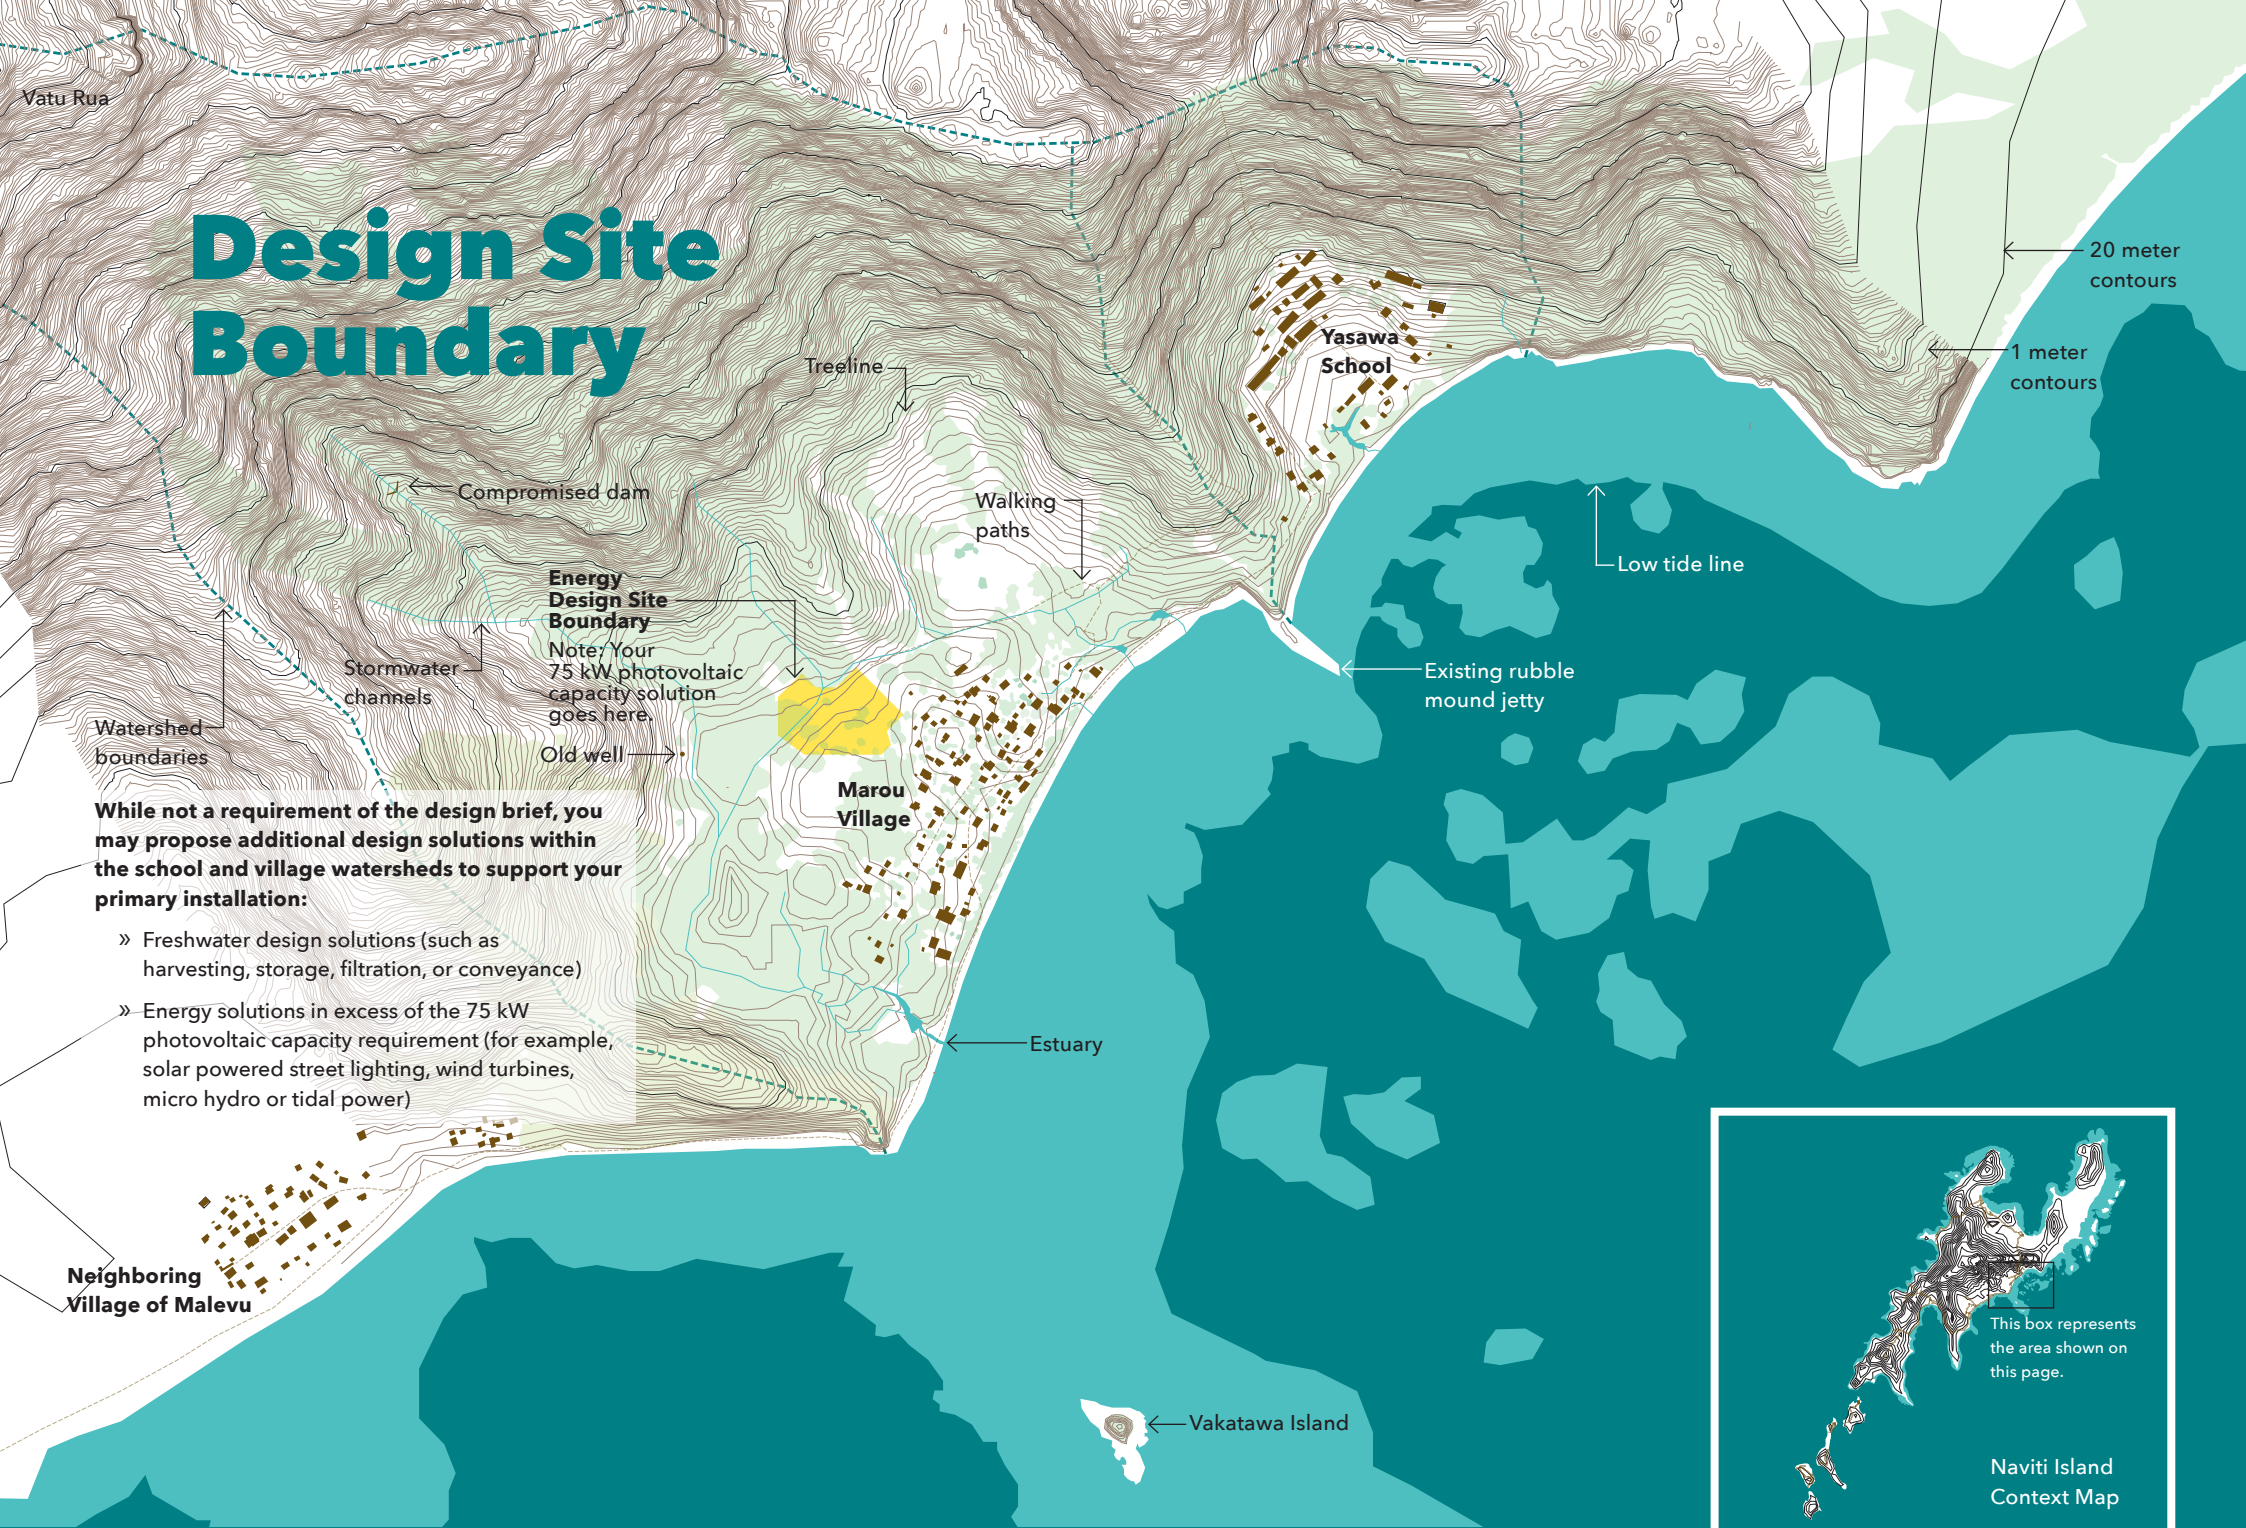 Vatu Rua
Design Site
Boundary
20 meter
contours
1 meter
contours
Yasawa
School
Treeline
Compromised dam
Walking
paths
Low tide line
Energy
Design Site
Boundary
Note: Your
75 kW photovoltaic
capacity solution
goes here.
Stormwater
channels
Existing rubble
mound jetty
Watershed
boundaries
Old well
Marou
Village
While not a requirement of the design brief, you
may propose additional design solutions within
the school and village watersheds to support your
primary installation:
» Freshwater design solutions (such as
harvesting, storage, filtration, or conveyance)
» Energy solutions in excess of the 75 kW
photovoltaic capacity requirement (for example,
solar powered street lighting, wind turbines,
micro hydro or tidal power)
Estuary
Neighboring
Village of Malevu
Vakatawa Island
This box represents
the area shown on
this page.
Naviti Island
Context Map